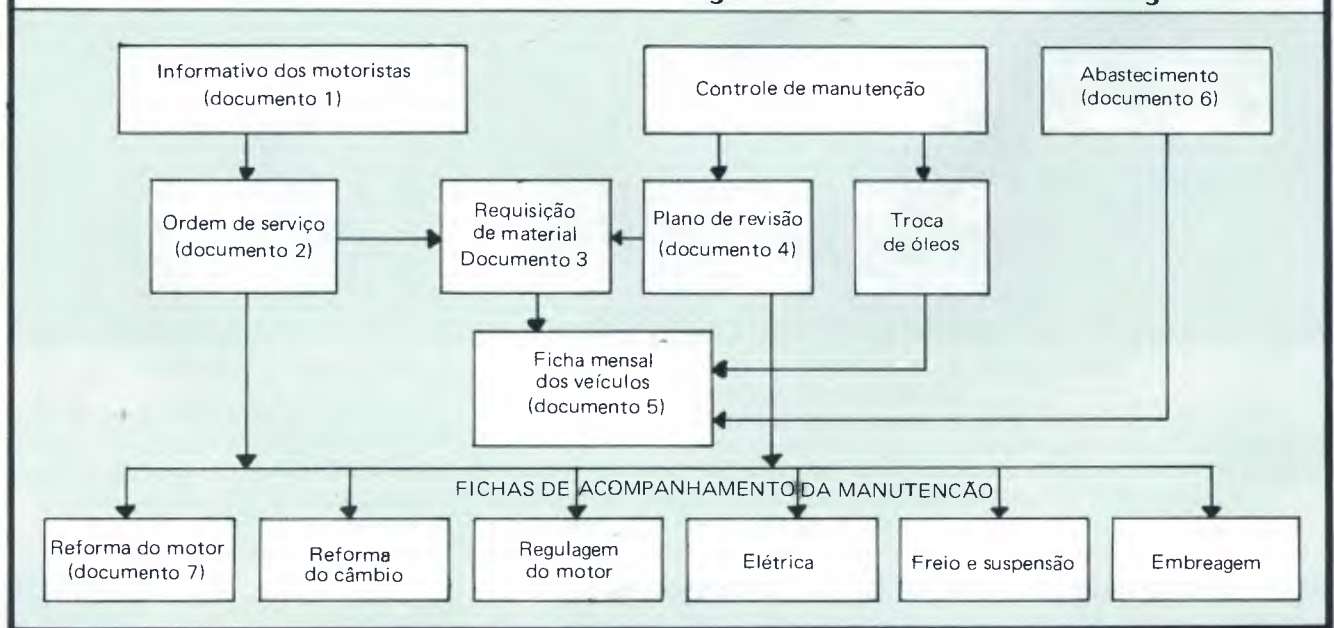 Informativo dos motoristas
(documento 1)
Controle de manutenção
Abastecimento
(documento 6)
Ordem de serviço
(documento 2)
Requisição
de material
Documento 3
Plano de revisão
(documento 4)
Troca
de óleos
Ficha mensal
dos veículos
(documento 5)
FICHAS DE ACOMPANHAMENTO DA MANUTENCÃO
Reforma do motor
(documento 7)
Reforma
do câmbio
Regulagem
do motor
Elétrica
Freio e suspensão
Embreagem